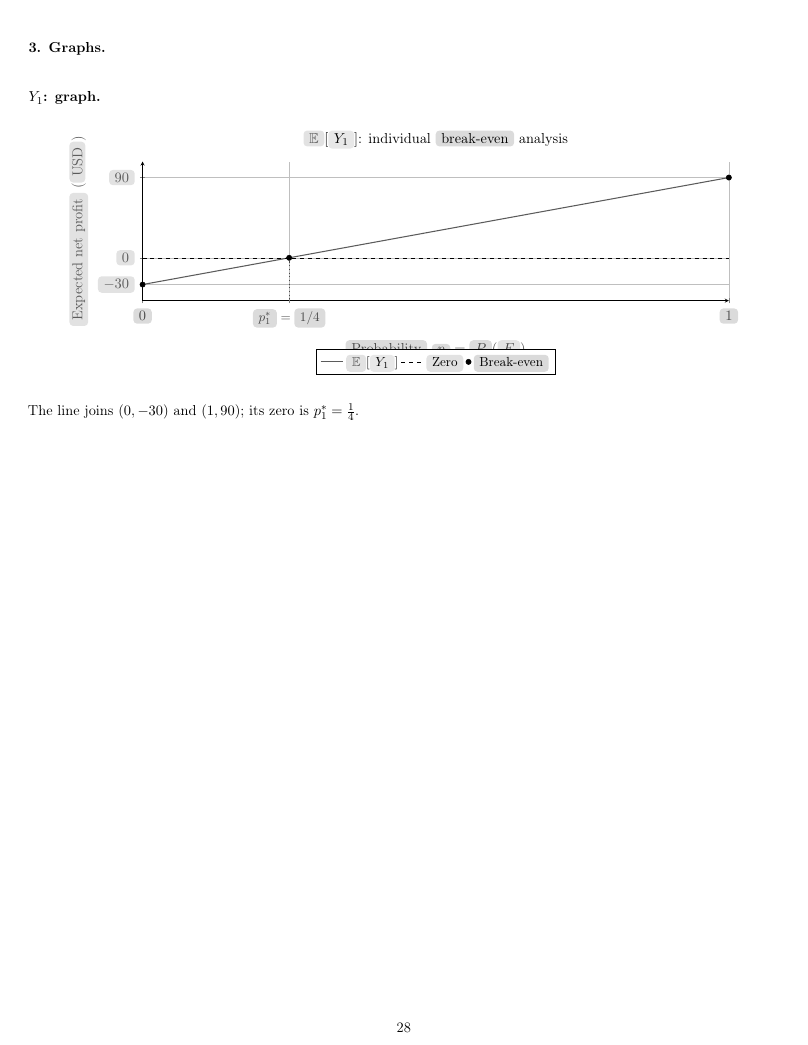 3. Graphs.
Y₁: graph.
𝔼[Y₁]: individual break-even analysis
Expected net profit (USD)
90
0
−30
0
p₁* = 1/4
1
Probability p = P(F)
𝔼[Y₁] Zero Break-even
The line joins (0, −30) and (1, 90); its zero is p₁* = 1/4.
28